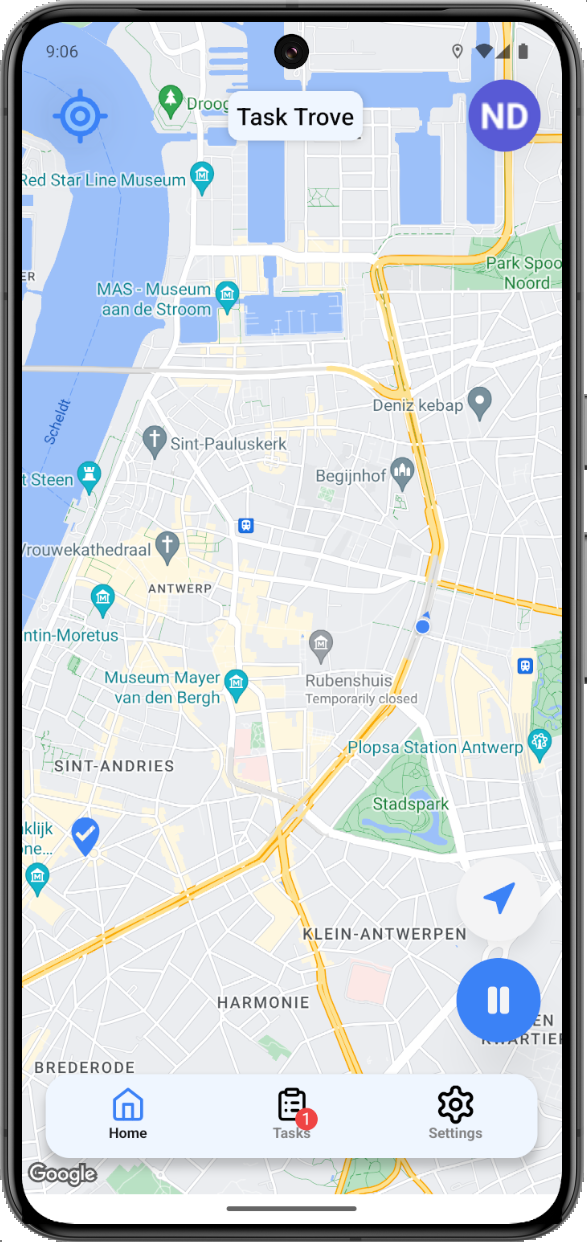 9:06
Droog
Task Trove
ND
Red Star Line Museum
ER
Park Spoo
Noord
MAS - Museum
aan de Stroom
Deniz kebap
Scheldt
Sint-Pauluskerk
t Steen
Begijnhof
Vrouwekathedraal
ANTWERP
ntin-Moretus
Museum Mayer
van den Bergh
Rubenshuis
Temporarily closed
Plopsa Station Antwerp
SINT-ANDRIES
Stadspark
klijk
one...
KLEIN-ANTWERPEN
HARMONIE
EN
KWARTIER
BREDERODE
1
Home
Tasks
Settings
Google